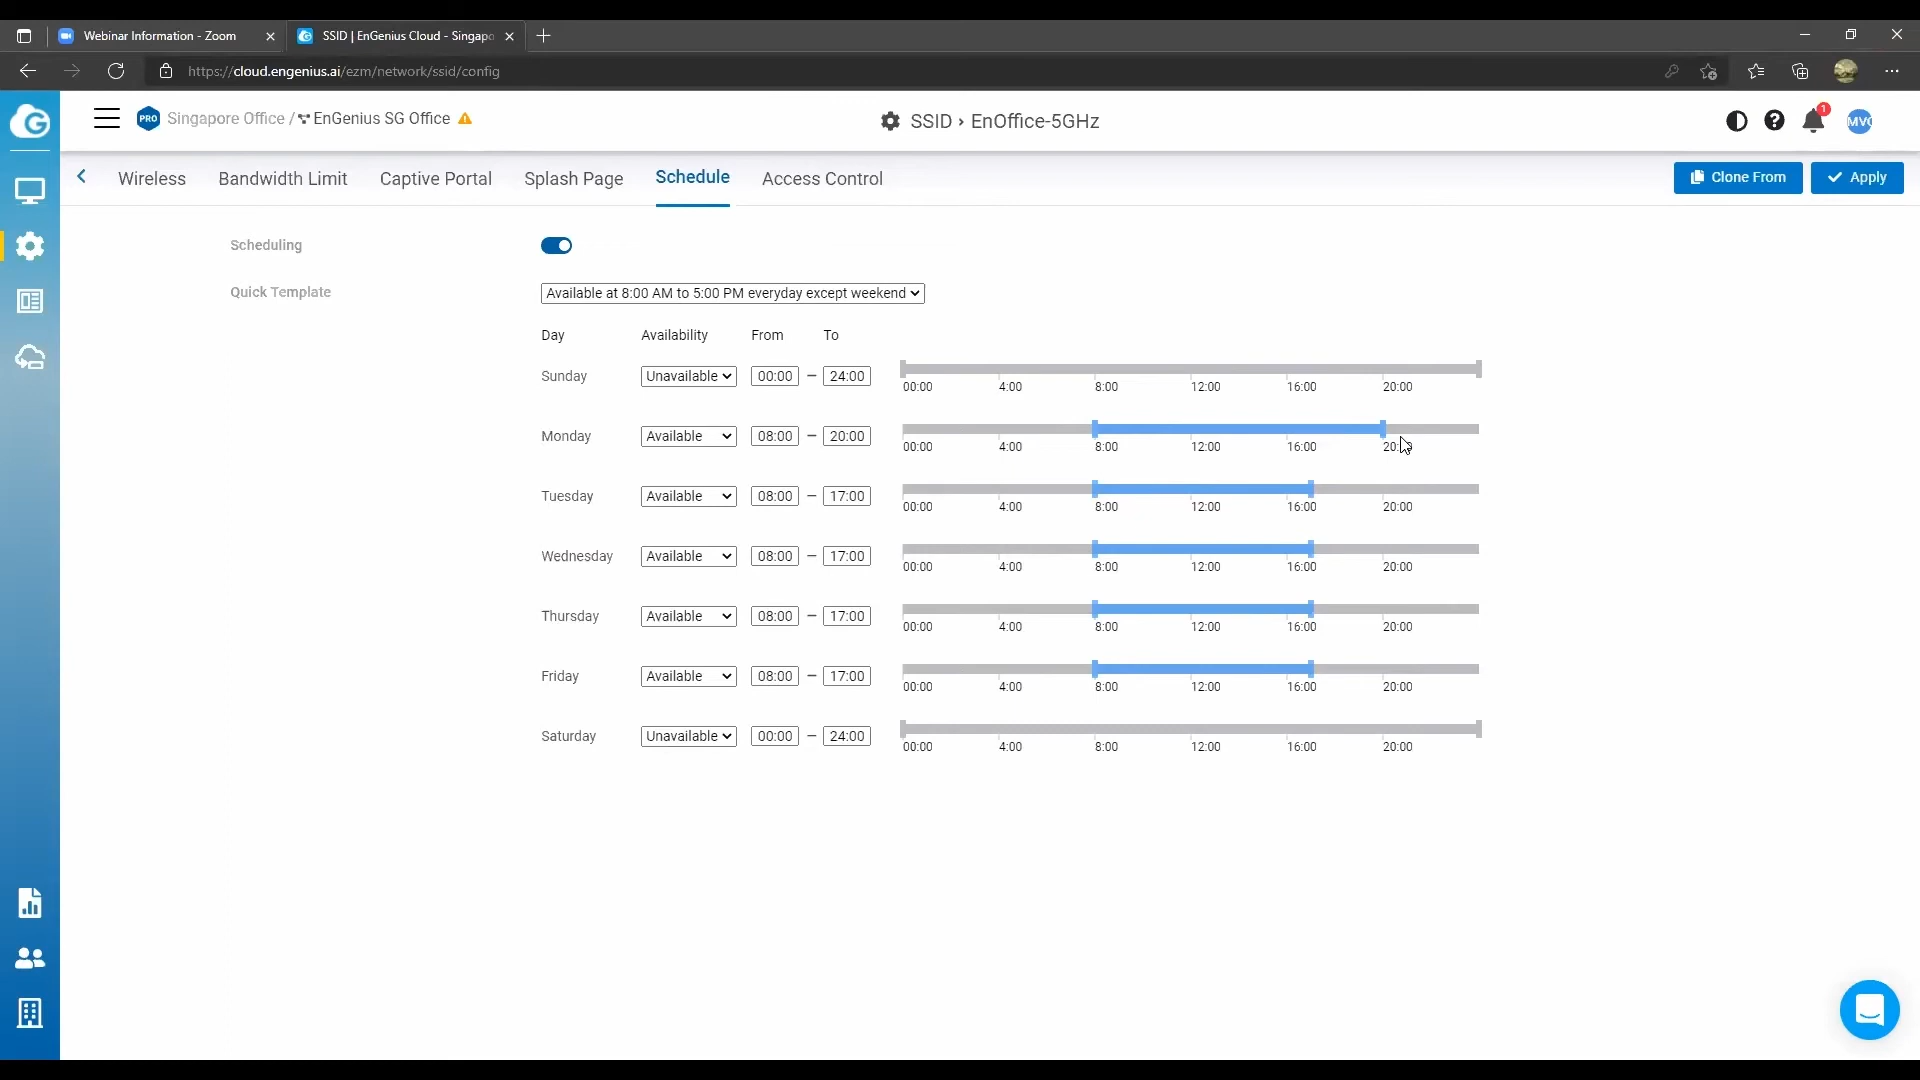 Webinar Information - Zoom
SSID | EnGenius Cloud - Singapo
https://cloud.engenius.ai/ezm/network/ssid/config
PRO Singapore Office / EnGenius SG Office
SSID › EnOffice-5GHz
1
MVC
Wireless Bandwidth Limit Captive Portal Splash Page Schedule Access Control
Clone From Apply
Scheduling
Quick Template Available at 8:00 AM to 5:00 PM everyday except weekend
Day Availability From To
Sunday Unavailable 00:00 – 24:00
00:00 4:00 8:00 12:00 16:00 20:00
Monday Available 08:00 – 20:00
00:00 4:00 8:00 12:00 16:00 20:00
Tuesday Available 08:00 – 17:00
00:00 4:00 8:00 12:00 16:00 20:00
Wednesday Available 08:00 – 17:00
00:00 4:00 8:00 12:00 16:00 20:00
Thursday Available 08:00 – 17:00
00:00 4:00 8:00 12:00 16:00 20:00
Friday Available 08:00 – 17:00
00:00 4:00 8:00 12:00 16:00 20:00
Saturday Unavailable 00:00 – 24:00
00:00 4:00 8:00 12:00 16:00 20:00